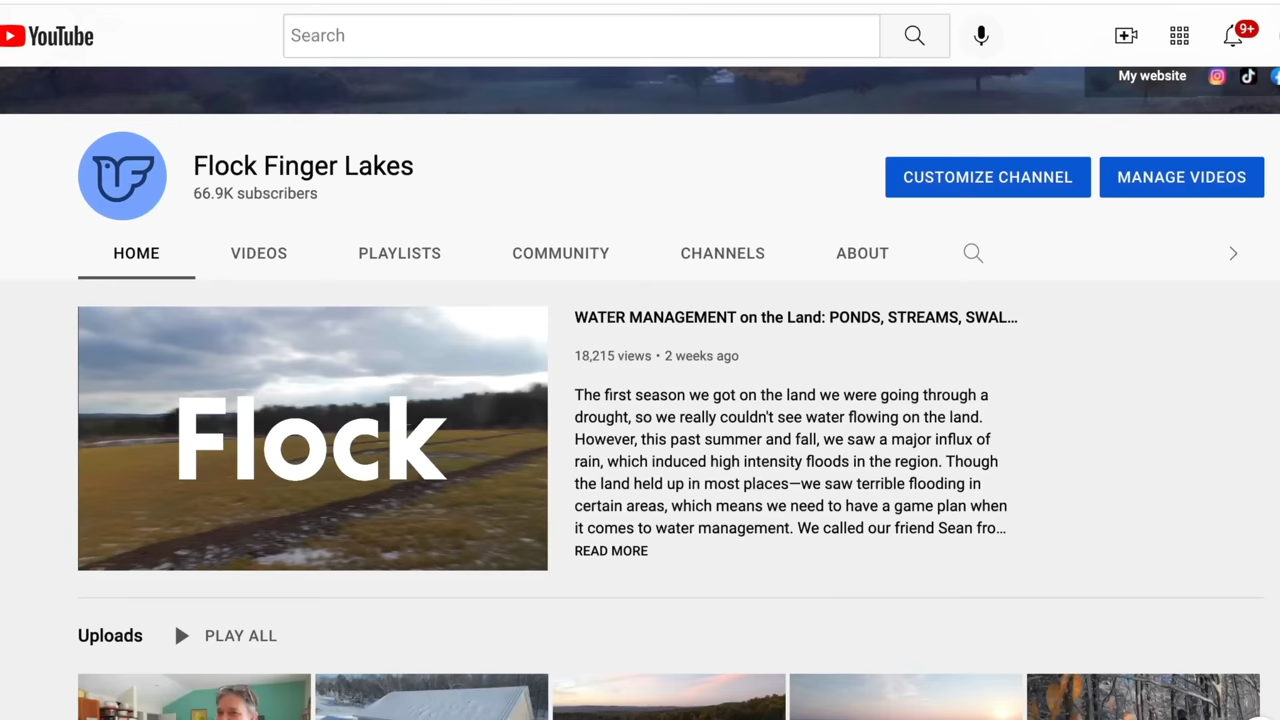 YouTube
Search
9+
My website
Flock Finger Lakes
66.9K subscribers
CUSTOMIZE CHANNEL
MANAGE VIDEOS
HOME
VIDEOS
PLAYLISTS
COMMUNITY
CHANNELS
ABOUT
Flock
WATER MANAGEMENT on the Land: PONDS, STREAMS, SWAL...
18,215 views • 2 weeks ago
The first season we got on the land we were going through a
drought, so we really couldn't see water flowing on the land.
However, this past summer and fall, we saw a major influx of
rain, which induced high intensity floods in the region. Though
the land held up in most places—we saw terrible flooding in
certain areas, which means we need to have a game plan when
it comes to water management. We called our friend Sean fro...
READ MORE
Uploads
PLAY ALL